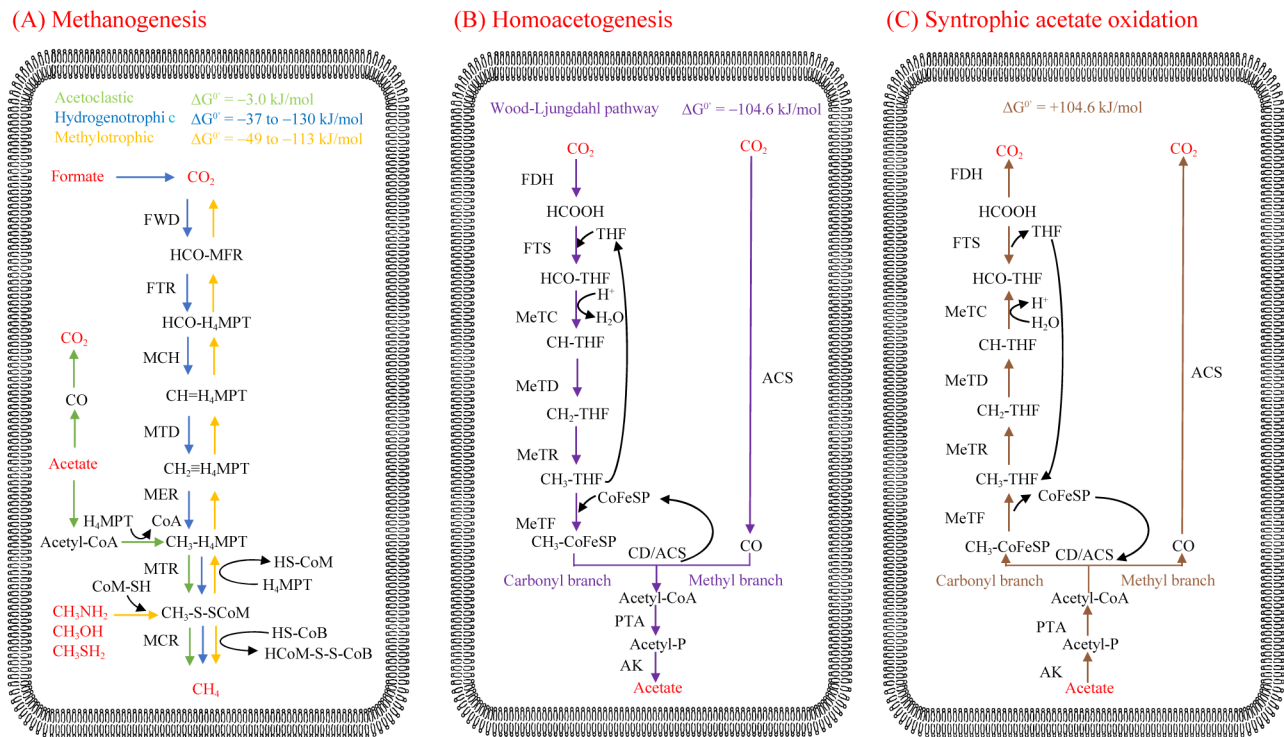 (A) Methanogenesis
Acetoclastic ΔG⁰' = −3.0 kJ/mol
Hydrogenotrophi c ΔG⁰' = −37 to −130 kJ/mol
Methylotrophic ΔG⁰' = −49 to −113 kJ/mol
Formate
CO₂
FWD
HCO-MFR
FTR
HCO-H₄MPT
CO₂
MCH
CO
CH=H₄MPT
MTD
Acetate
CH₂≡H₄MPT
MER
H₄MPT
CoA
Acetyl-CoA
CH₃-H₄MPT
MTR
HS-CoM
H₄MPT
CoM-SH
CH₃NH₂
CH₃OH
CH₃SH₂
CH₃-S-SCoM
MCR
HS-CoB
HCoM-S-S-CoB
CH₄
(B) Homoacetogenesis
Wood-Ljungdahl pathway ΔG⁰' = −104.6 kJ/mol
CO₂
CO₂
FDH
HCOOH
THF
FTS
HCO-THF
H⁺
MeTC
H₂O
CH-THF
MeTD
ACS
CH₂-THF
MeTR
CH₃-THF
CoFeSP
MeTF
CH₃-CoFeSP
CD/ACS
CO
Carbonyl branch
Methyl branch
Acetyl-CoA
PTA
Acetyl-P
AK
Acetate
(C) Syntrophic acetate oxidation
ΔG⁰' = +104.6 kJ/mol
CO₂
CO₂
FDH
HCOOH
THF
FTS
HCO-THF
H⁺
MeTC
H₂O
CH-THF
MeTD
ACS
CH₂-THF
MeTR
CH₃-THF
CoFeSP
MeTF
CH₃-CoFeSP
CD/ACS
CO
Carbonyl branch
Methyl branch
Acetyl-CoA
PTA
Acetyl-P
AK
Acetate